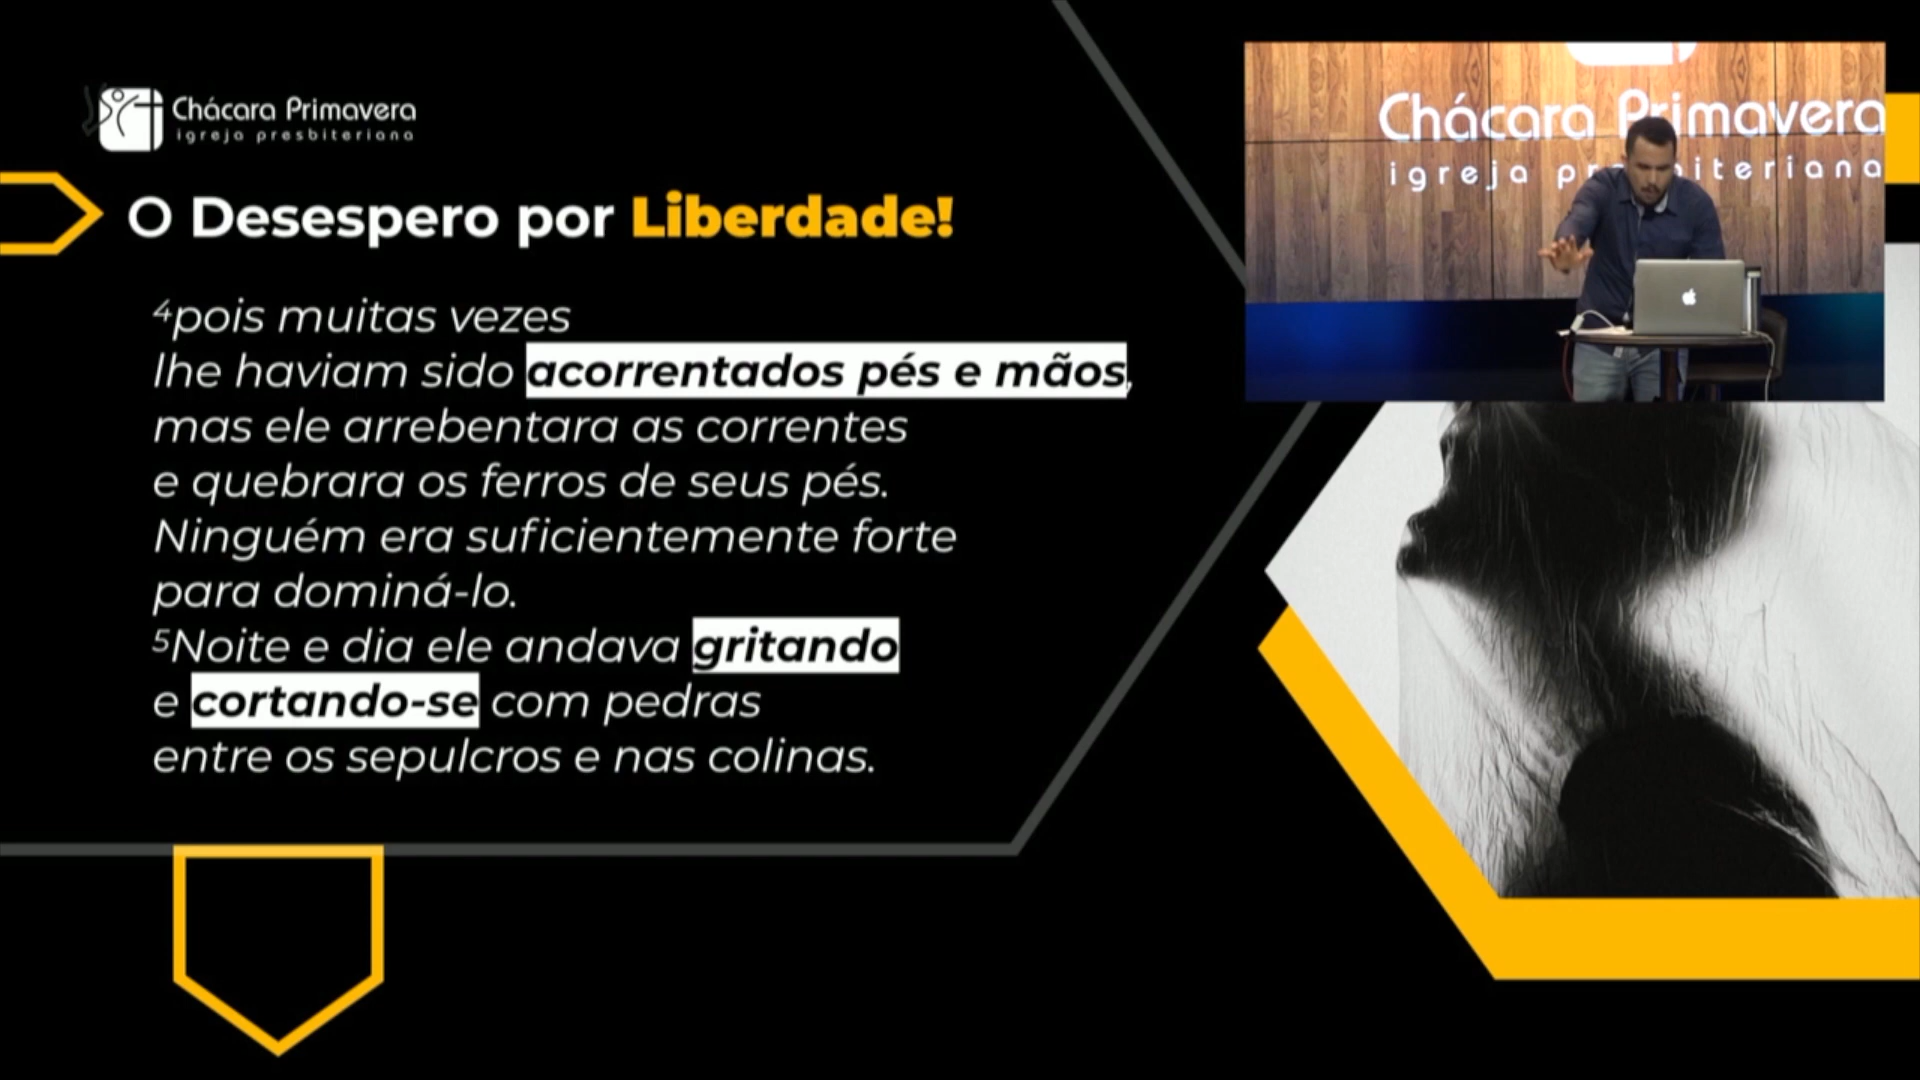 Chácara Primavera
igreja presbiteriana
O Desespero por Liberdade!
⁴pois muitas vezes
lhe haviam sido acorrentados pés e mãos,
mas ele arrebentara as correntes
e quebrara os ferros de seus pés.
Ninguém era suficientemente forte
para dominá-lo.
⁵Noite e dia ele andava gritando
e cortando-se com pedras
entre os sepulcros e nas colinas.
Chácara Primavera
igreja presbiteriana